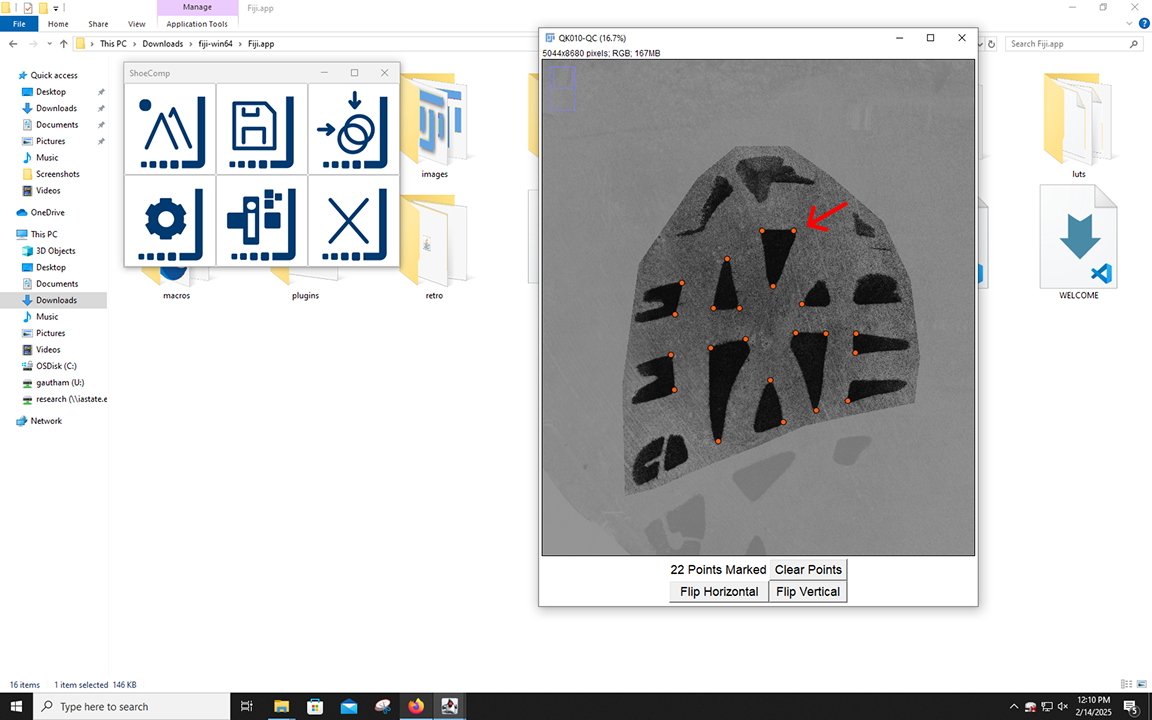 Manage
Fiji.app
File
Home
Share
View
Application Tools
This PC
Downloads
fiji-win64
Fiji.app
Search Fiji.app
Quick access
Desktop
Downloads
Documents
Pictures
Music
Screenshots
Videos
OneDrive
This PC
3D Objects
Desktop
Documents
Downloads
Music
Pictures
Videos
OSDisk (C:)
gautham (U:)
research (\\iastate.e
Network
ShoeComp
images
macros
plugins
retro
luts
WELCOME
QK010-QC (16.7%)
5044x8680 pixels; RGB; 167MB
22 Points Marked
Clear Points
Flip Horizontal
Flip Vertical
16 items
1 item selected 146 KB
Type here to search
12:10 PM
2/14/2025
5